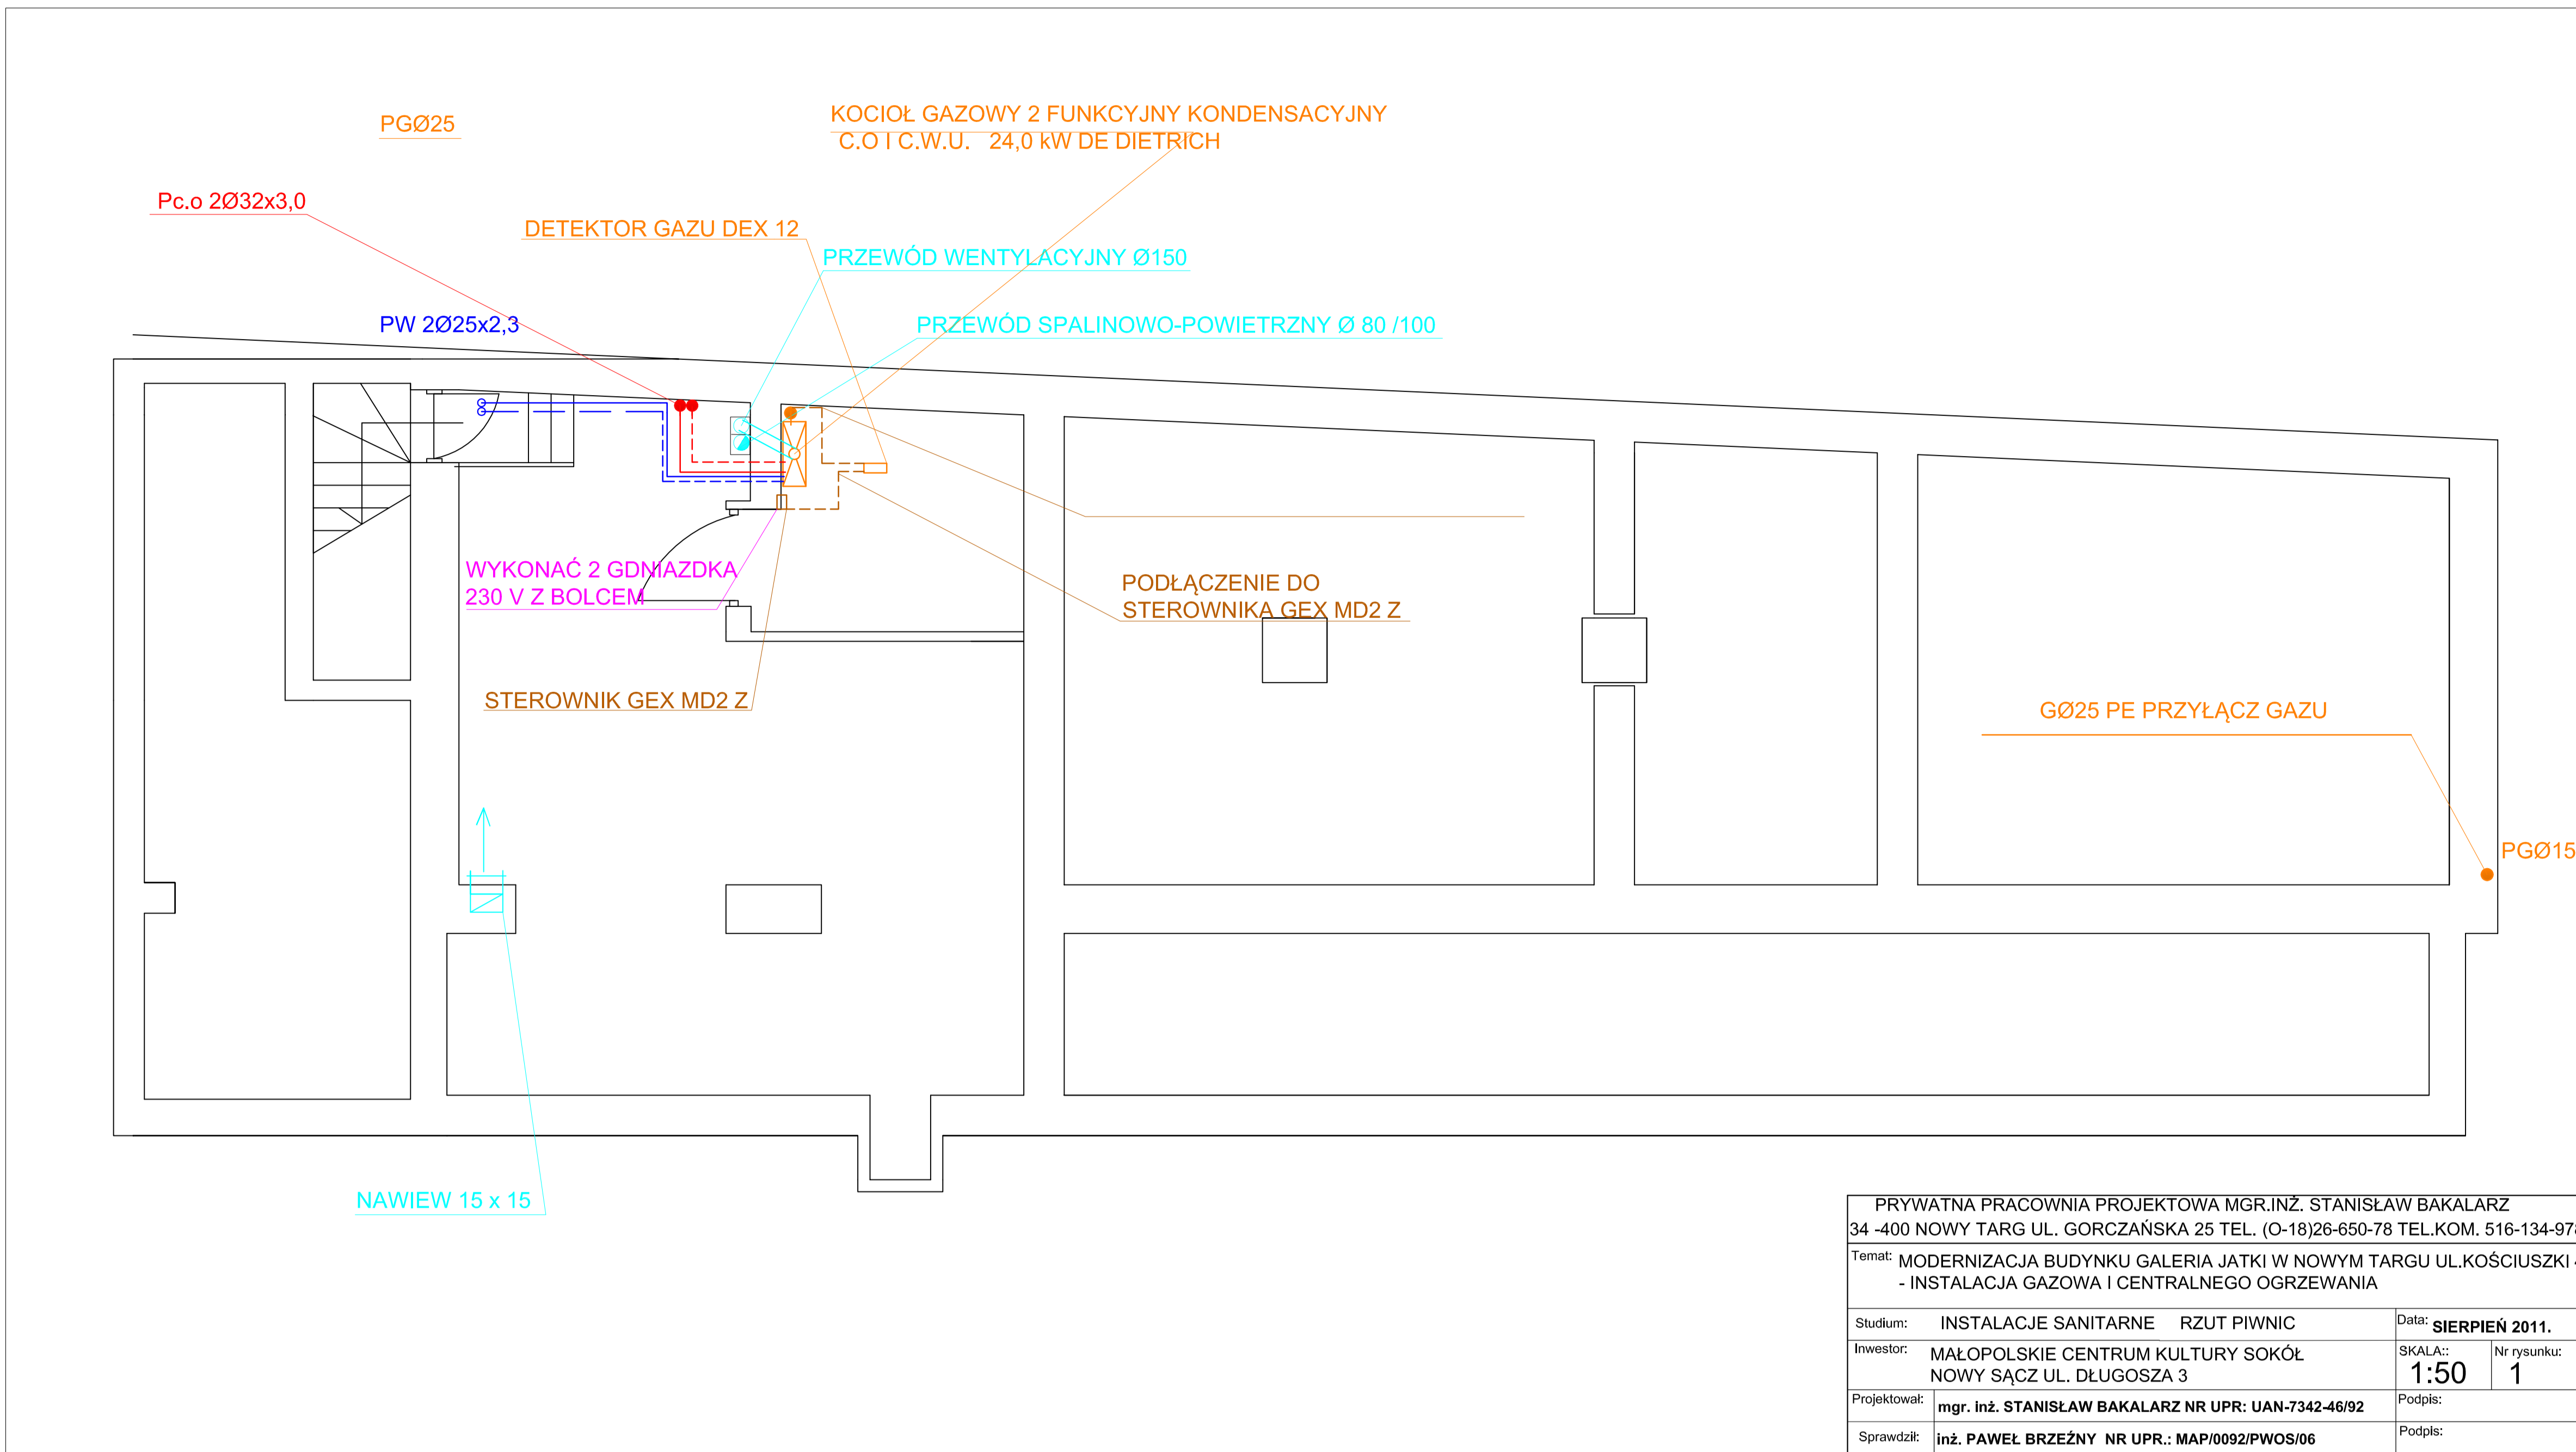 PGØ25
KOCIOŁ GAZOWY 2 FUNKCYJNY KONDENSACYJNY
C.O I C.W.U. 24,0 kW DE DIETRICH
Pc.o 2Ø32x3,0
DETEKTOR GAZU DEX 12
PRZEWÓD WENTYLACYJNY Ø150
PW 2Ø25x2,3
PRZEWÓD SPALINOWO-POWIETRZNY Ø 80 /100
WYKONAĆ 2 GDNIAZDKA
230 V Z BOLCEM
PODŁĄCZENIE DO
STEROWNIKA GEX MD2 Z
STEROWNIK GEX MD2 Z
GØ25 PE PRZYŁĄCZ GAZU
PGØ15
NAWIEW 15 x 15
PRYWATNA PRACOWNIA PROJEKTOWA MGR.INŻ. STANISŁAW BAKALARZ
34 -400 NOWY TARG UL. GORCZAŃSKA 25 TEL. (O-18)26-650-78 TEL.KOM. 516-134-978
Temat: MODERNIZACJA BUDYNKU GALERIA JATKI W NOWYM TARGU UL.KOŚCIUSZKI
- INSTALACJA GAZOWA I CENTRALNEGO OGRZEWANIA
Studium: INSTALACJE SANITARNE RZUT PIWNIC
Data: SIERPIEŃ 2011.
Inwestor: MAŁOPOLSKIE CENTRUM KULTURY SOKÓŁ
NOWY SĄCZ UL. DŁUGOSZA 3
SKALA:: 1:50
Nr rysunku: 1
Projektował: mgr. inż. STANISŁAW BAKALARZ NR UPR: UAN-7342-46/92
Podpis:
Sprawdził: inż. PAWEŁ BRZEŹNY NR UPR.: MAP/0092/PWOS/06
Podpis: